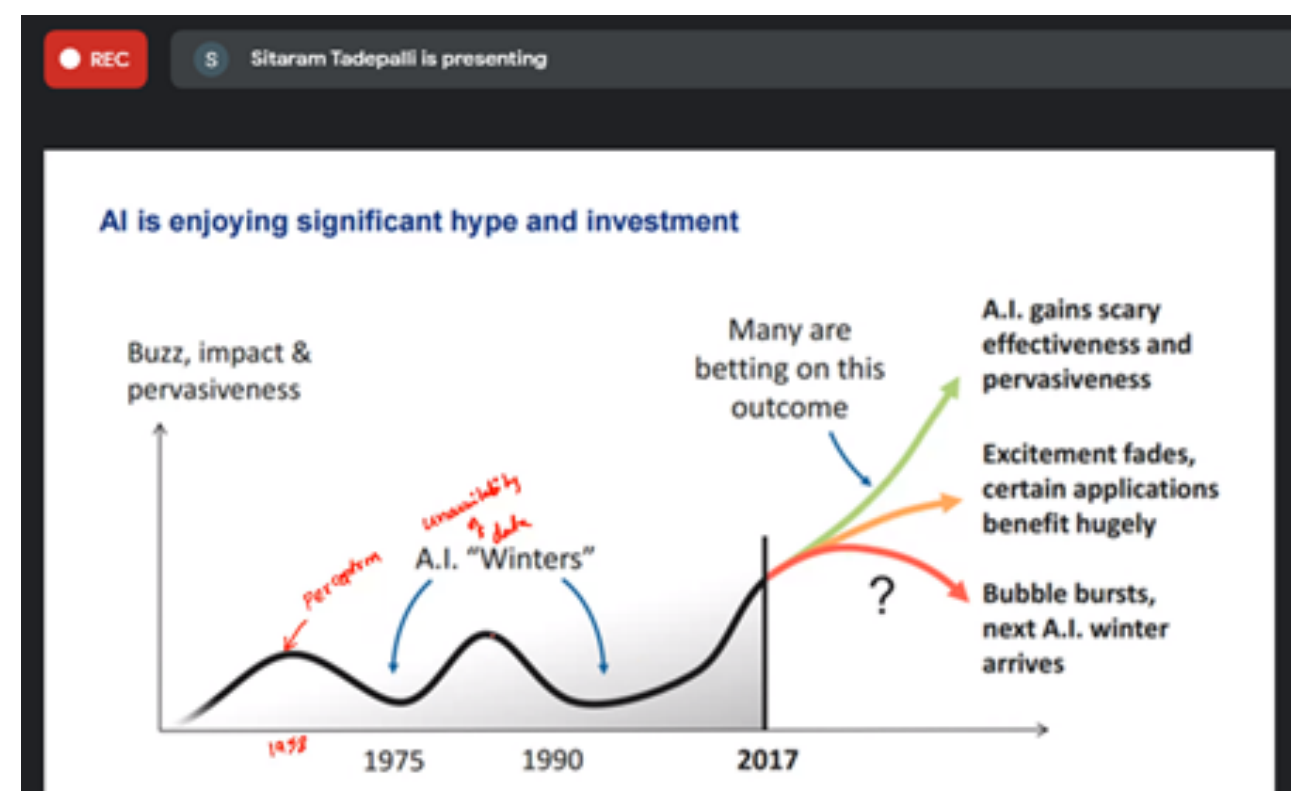 REC
S
Sitaram Tadepalli is presenting
AI is enjoying significant hype and investment
Buzz, impact &
pervasiveness
Many are
betting on this
outcome
A.I. gains scary
effectiveness and
pervasiveness
Excitement fades,
certain applications
benefit hugely
Bubble bursts,
next A.I. winter
arrives
?
of data
A.I. "Winters"
1958
1975
1990
2017